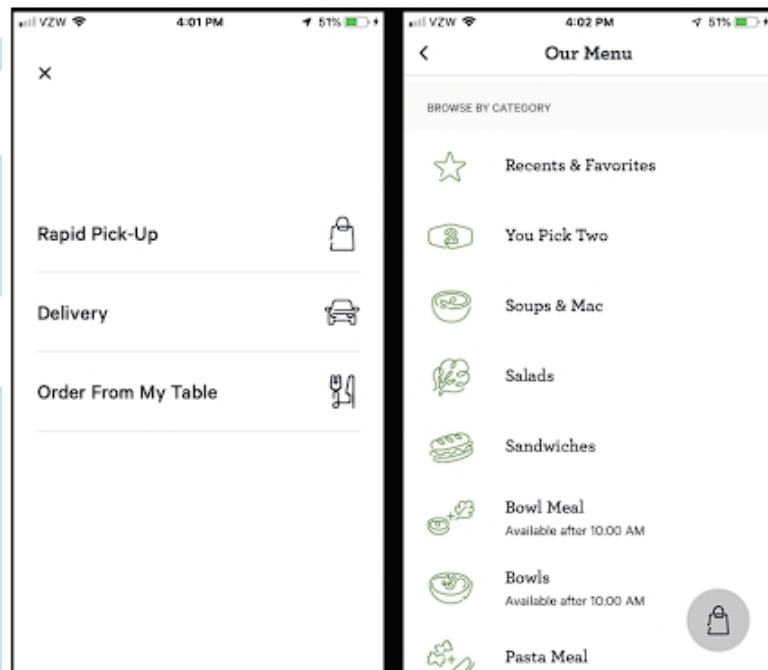 VZW 4:01 PM 51%
Rapid Pick-Up
Delivery
Order From My Table
VZW 4:02 PM 51%
Our Menu
BROWSE BY CATEGORY
Recents & Favorites
2
You Pick Two
Soups & Mac
Salads
Sandwiches
Bowl Meal
Available after 10:00 AM
Bowls
Available after 10:00 AM
Pasta Meal